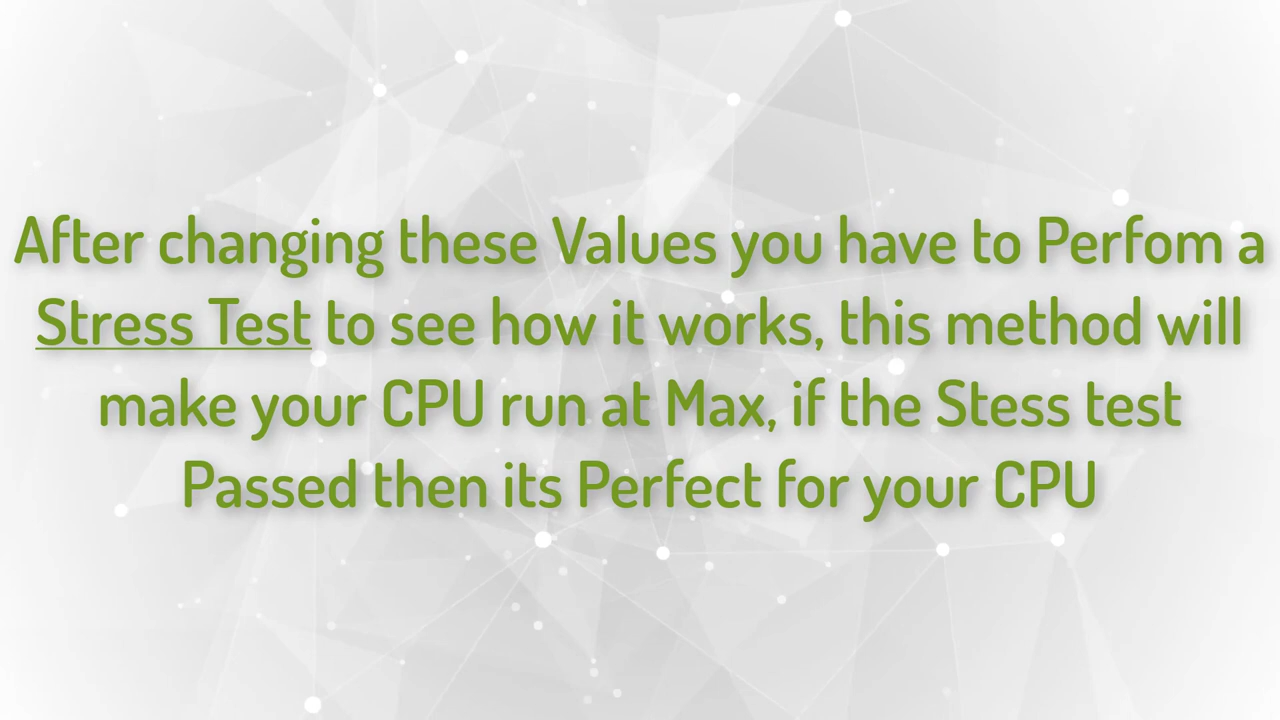 After changing these Values you have to Perfom a
Stress Test to see how it works, this method will
make your CPU run at Max, if the Stess test
Passed then its Perfect for your CPU